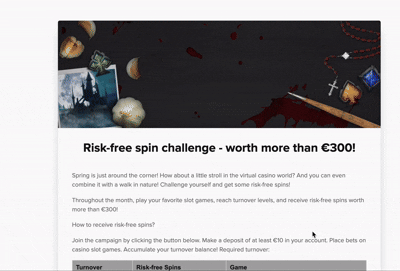 Risk-free spin challenge - worth more than €300!
Spring is just around the corner! How about a little stroll in the virtual casino world? And you can even
combine it with a walk in nature! Challenge yourself and get some risk-free spins!
Throughout the month, play your favorite slot games, reach turnover levels, and receive risk-free spins worth
more than €300!
How to receive risk-free spins?
Join the campaign by clicking the button below. Make a deposit of at least €10 in your account. Place bets on
casino slot games. Accumulate your turnover balance! Required turnover:
Turnover Risk-free Spins Game